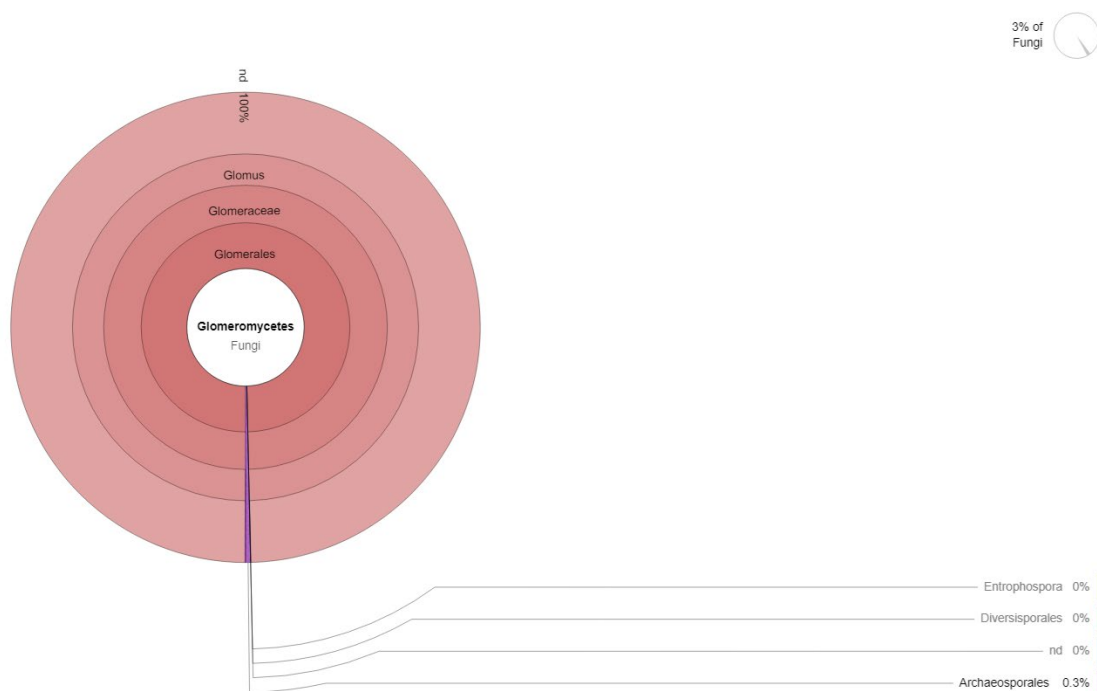 3% of
Fungi
nd 100%
Glomus
Glomeraceae
Glomerales
Glomeromycetes
Fungi
Entrophospora 0%
Diversisporales 0%
nd 0%
Archaeosporales 0.3%